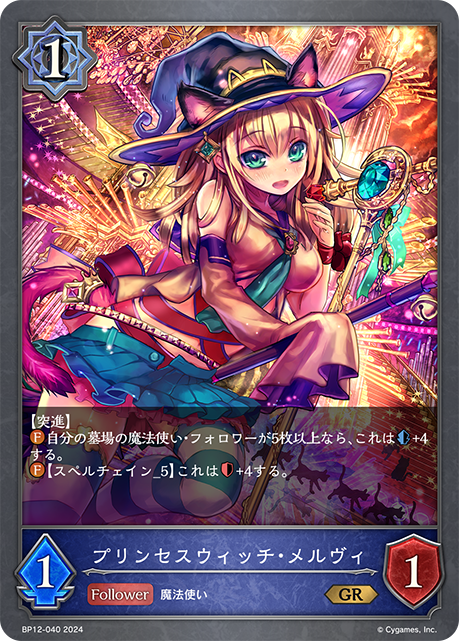 1
【突進】
F 自分の墓場の魔法使い・フォロワーが5枚以上なら、これは+4
する。
F【スペルチェイン_5】これは+4する。
プリンセスウィッチ・メルヴィ
1
Follower 魔法使い GR
1
BP12-040 2024 © Cygames, Inc.